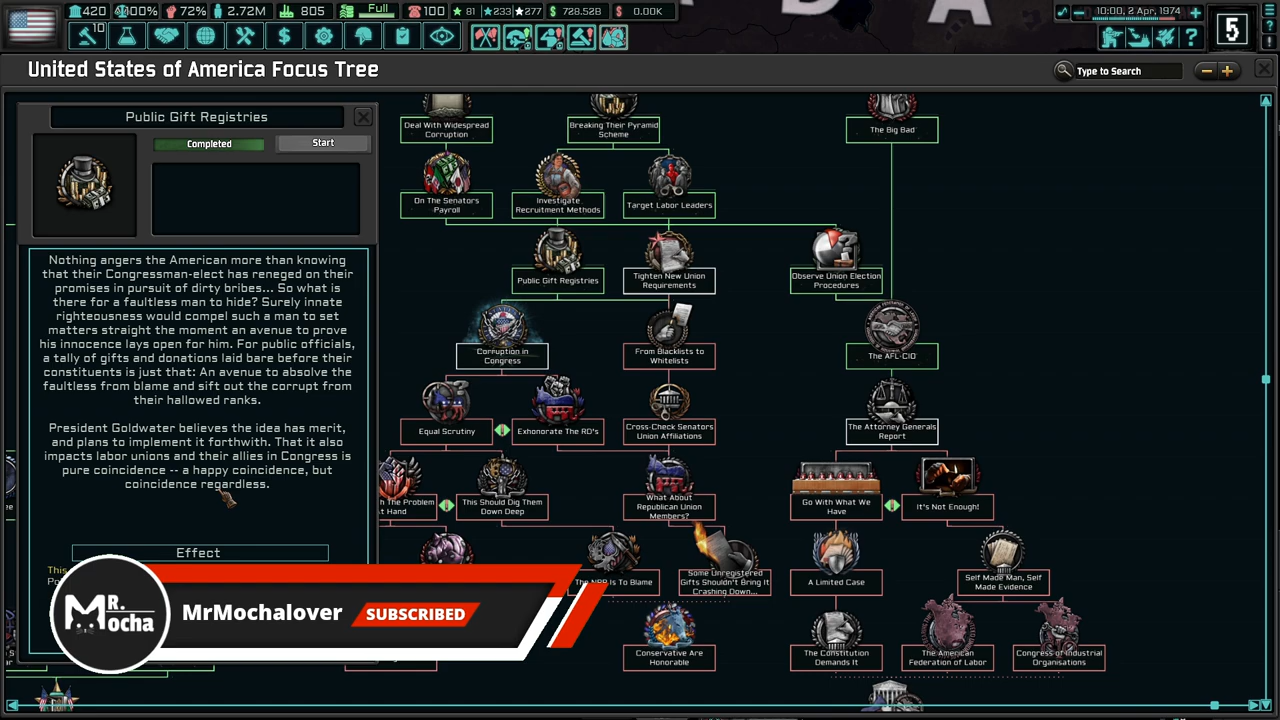 420
100%
72%
2.72M
805
Full
100
81
233
277
728.52B
0.00K
10:00, 2 Apr, 1974
5
10
United States of America Focus Tree
Type to Search
Public Gift Registries
Completed
Start
Nothing angers the American more than knowing
that their Congressman-elect has reneged on their
promises in pursuit of dirty bribes... So what is
there for a faultless man to hide? Surely innate
righteousness would compel such a man to set
matters straight the moment an avenue to prove
his innocence lays open for him. For public officials,
a tally of gifts and donations laid bare before their
constituents is just that: An avenue to absolve the
faultless from blame and sift out the corrupt from
their hallowed ranks.
President Goldwater believes the idea has merit,
and plans to implement it forthwith. That it also
impacts labor unions and their allies in Congress is
pure coincidence -- a happy coincidence, but
coincidence regardless.
Effect
This
MR.
Mocha
MrMochalover
SUBSCRIBED
Deal With Widespread
Corruption
Breaking Their Pyramid
Scheme
The Big Bad
On The Senators
Payroll
Investigate
Recruitment Methods
Target Labor Leaders
Public Gift Registries
Tighten New Union
Requirements
Observe Union Election
Procedures
Corruption in
Congress
From Blacklists to
Whitelists
The AFL-CIO
Equal Scrutiny
Exhonorate The RD's
Cross-Check Senators
Union Affiliations
The Attorney Generals
Report
The Problem
Hand
This Should Dig Them
Down Deep
What About
Republican Union
Members?
Go With What We
Have
It's Not Enough!
The NPP Is To Blame
Some Unregistered
Gifts Shouldn't Bring It
Crashing Down...
A Limited Case
Self Made Man, Self
Made Evidence
Conservative Are
Honorable
The Constitution
Demands It
The American
Federation of Labor
Congress of Industrial
Organisations